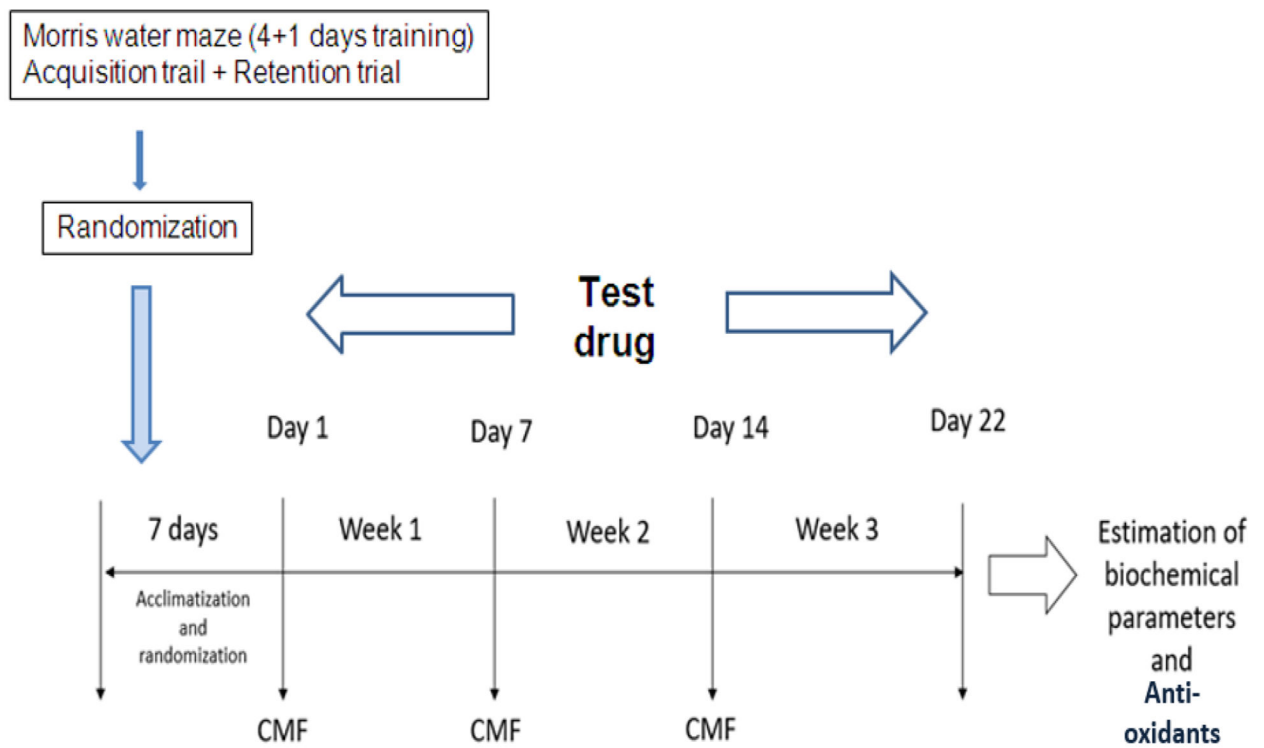 Morris water maze (4+1 days training)
Acquisition trail + Retention trial
Randomization
Test
drug
Day 1
Day 7
Day 14
Day 22
7 days
Week 1
Week 2
Week 3
Acclimatization
and
randomization
Estimation of
biochemical
parameters
and
Anti-
oxidants
CMF
CMF
CMF